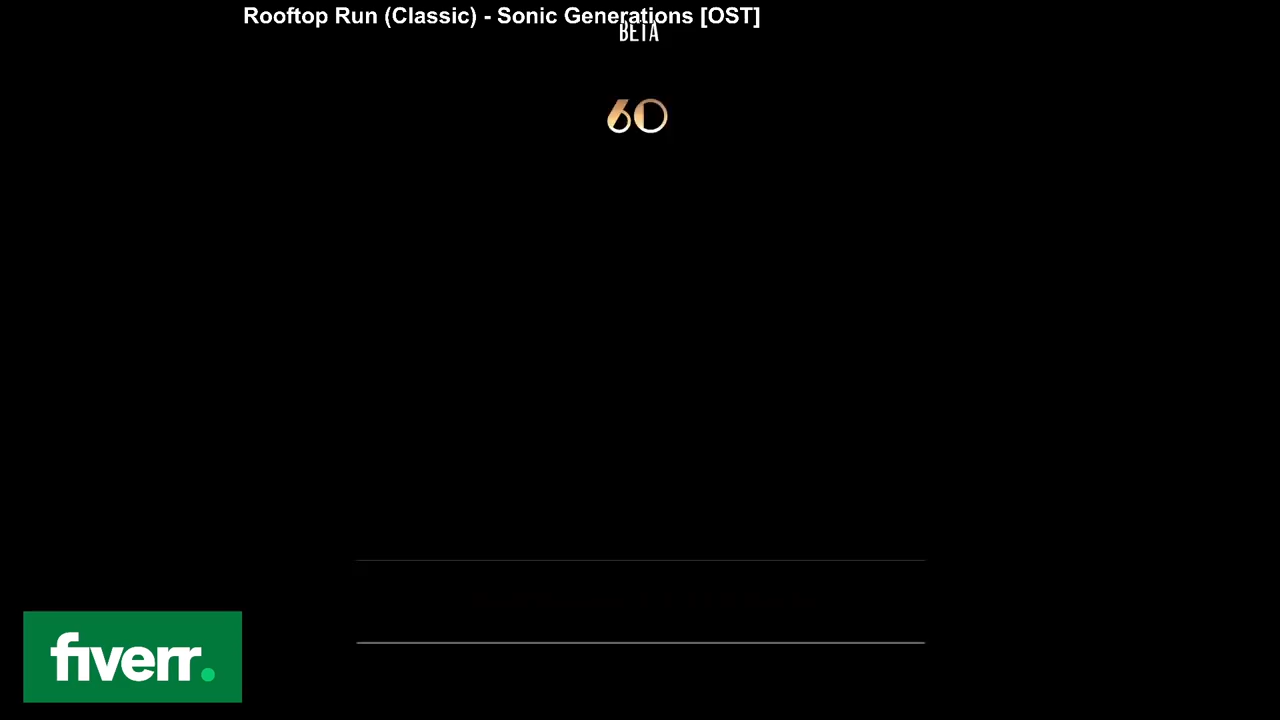 Rooftop Run (Classic) - Sonic Generations [OST]
BETA
60
fiverr.